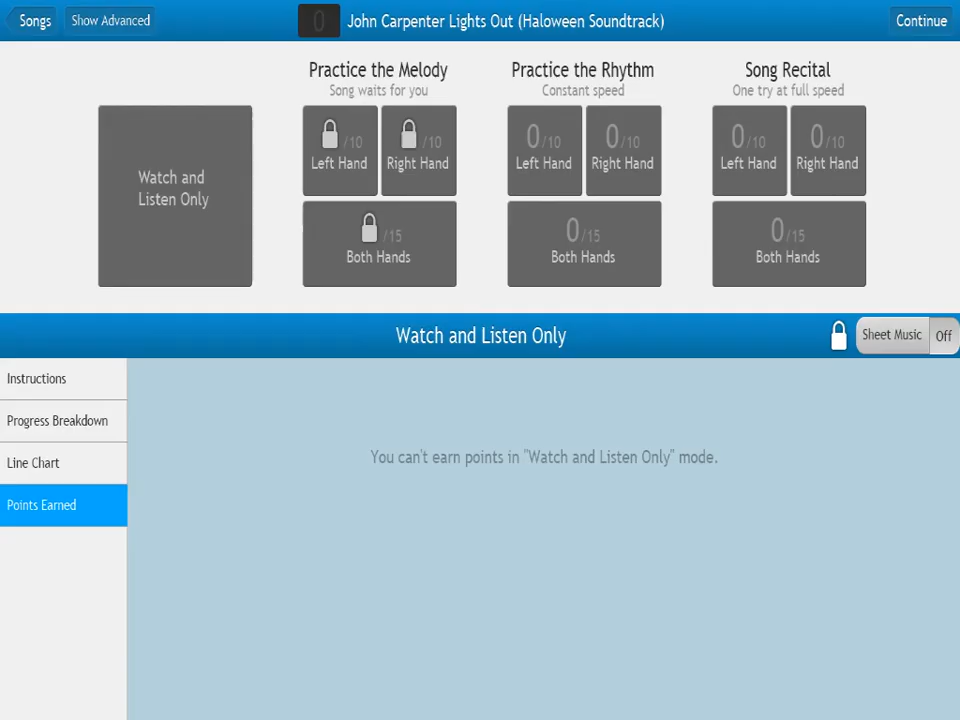 Songs
Show Advanced
0
John Carpenter Lights Out (Haloween Soundtrack)
Continue
Practice the Melody
Song waits for you
Practice the Rhythm
Constant speed
Song Recital
One try at full speed
Watch and
Listen Only
/10
Left Hand
/10
Right Hand
/15
Both Hands
0/10
Left Hand
0/10
Right Hand
0/15
Both Hands
0/10
Left Hand
0/10
Right Hand
0/15
Both Hands
Watch and Listen Only
Sheet Music
Off
Instructions
Progress Breakdown
Line Chart
Points Earned
You can't earn points in "Watch and Listen Only" mode.